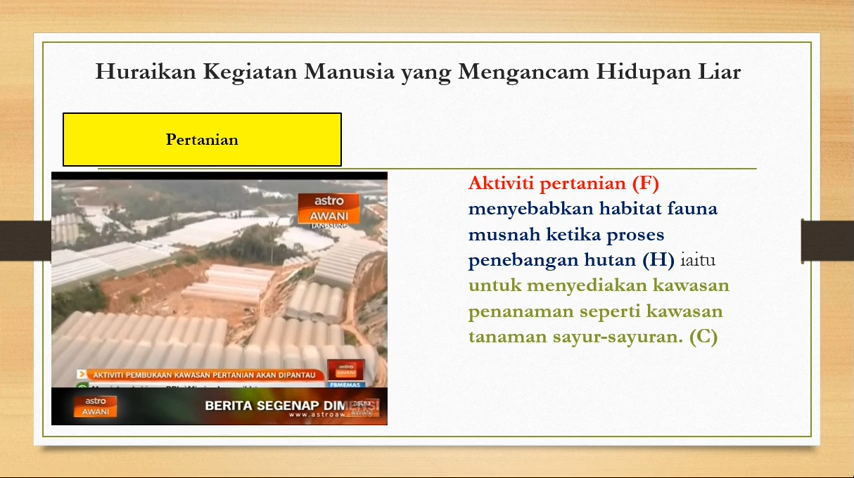 Huraikan Kegiatan Manusia yang Mengancam Hidupan Liar
Pertanian
Aktiviti pertanian (F)
menyebabkan habitat fauna
musnah ketika proses
penebangan hutan (H) iaitu
untuk menyediakan kawasan
penanaman seperti kawasan
tanaman sayur-sayuran. (C)
astro
AWANI
LANGSUNG
AKTIVITI PEMBUKAAN KAWASAN PERTANIAN AKAN DIPANTAU
astro
AWANI
BERITA SEGENAP DIMENSI